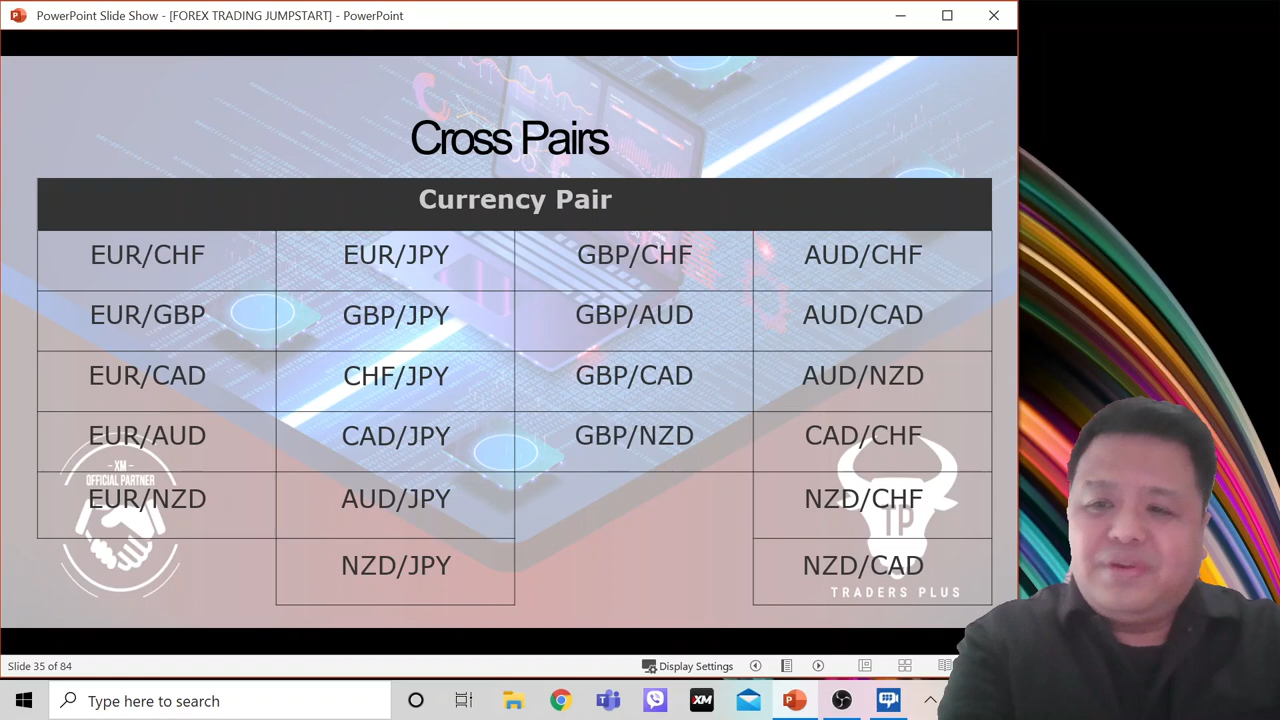 PowerPoint Slide Show - [FOREX TRADING JUMPSTART] - PowerPoint
Cross Pairs
Currency Pair
EUR/CHF EUR/JPY GBP/CHF AUD/CHF
EUR/GBP GBP/JPY GBP/AUD AUD/CAD
EUR/CAD CHF/JPY GBP/CAD AUD/NZD
EUR/AUD CAD/JPY GBP/NZD CAD/CHF
- XM -
OFFICIAL PARTNER
EUR/NZD AUD/JPY NZD/CHF
TP
NZD/JPY NZD/CAD
TRADERS PLUS
Slide 35 of 84 Display Settings
Type here to search
XM